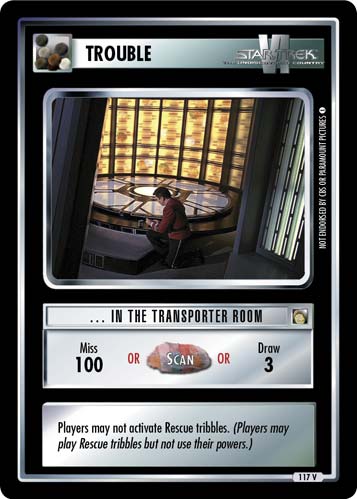 TROUBLE
STAR TREK VI
THE UNDISCOVERED COUNTRY
NOT ENDORSED BY CBS OR PARAMOUNT PICTURES
... IN THE TRANSPORTER ROOM
Miss
100
OR
SCAN
OR
Draw
3
Players may not activate Rescue tribbles. (Players may
play Rescue tribbles but not use their powers.)
117 V